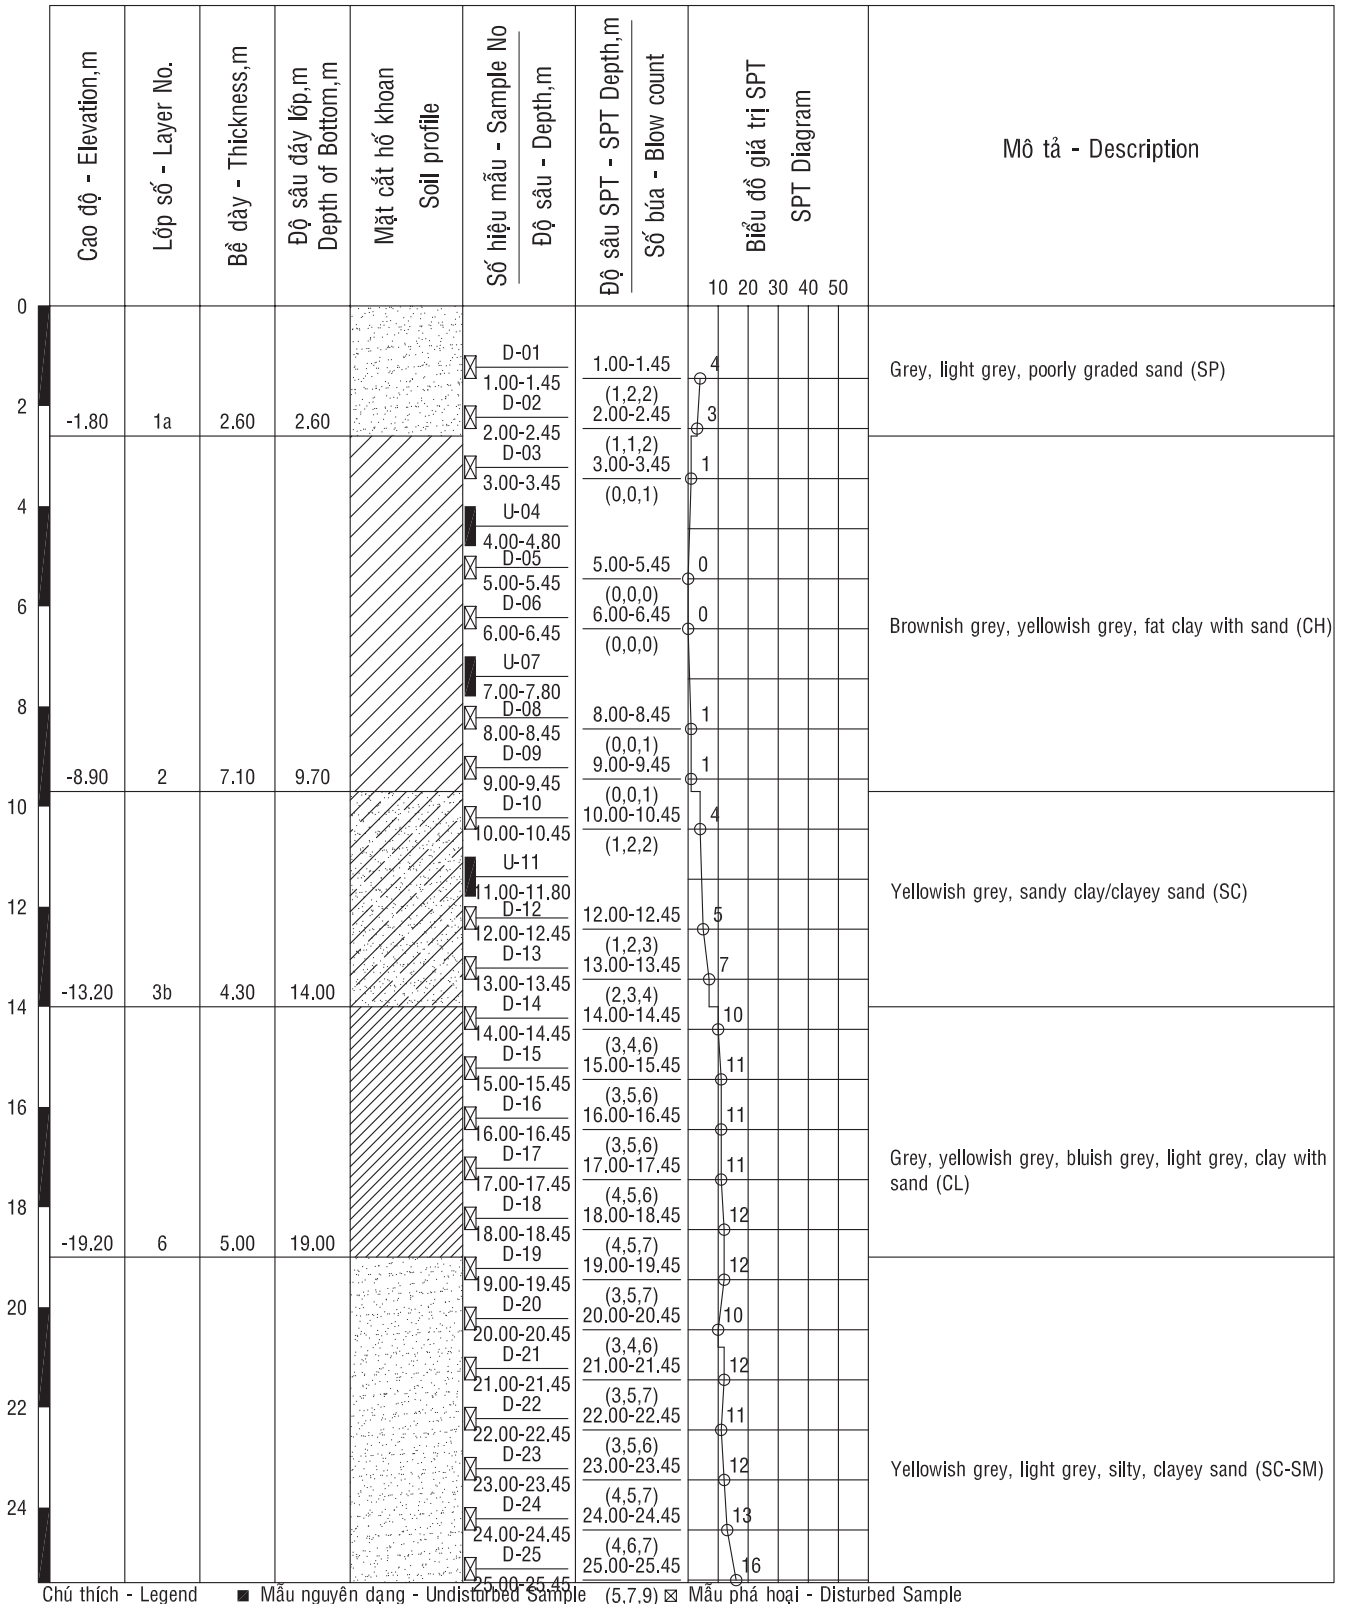 Cao độ - Elevation,m
Lớp số - Layer No.
Bề dày - Thickness,m
Độ sâu đáy lớp,m
Depth of Bottom,m
Mặt cắt hố khoan
Soil profile
Số hiệu mẫu - Sample No
Độ sâu - Depth,m
Độ sâu SPT - SPT Depth,m
Số búa - Blow count
Biểu đồ giá trị SPT
SPT Diagram
10 20 30 40 50
Mô tả - Description
0
D-01
1.00-1.45
1.00-1.45
(1,2,2)
4
Grey, light grey, poorly graded sand (SP)
2
D-02
2.00-2.45
2.00-2.45
(1,1,2)
3
-1.80 1a 2.60 2.60
D-03
3.00-3.45
3.00-3.45
(0,0,1)
1
4
U-04
4.00-4.80
D-05
5.00-5.45
5.00-5.45
(0,0,0)
0
6
D-06
6.00-6.45
6.00-6.45
(0,0,0)
0
Brownish grey, yellowish grey, fat clay with sand (CH)
U-07
7.00-7.80
8
D-08
8.00-8.45
8.00-8.45
(0,0,1)
1
D-09
9.00-9.45
9.00-9.45
(0,0,1)
1
-8.90 2 7.10 9.70
10
D-10
10.00-10.45
10.00-10.45
(1,2,2)
4
U-11
11.00-11.80
Yellowish grey, sandy clay/clayey sand (SC)
12
D-12
12.00-12.45
12.00-12.45
(1,2,3)
5
D-13
13.00-13.45
13.00-13.45
(2,3,4)
7
-13.20 3b 4.30 14.00
14
D-14
14.00-14.45
14.00-14.45
(3,4,6)
10
D-15
15.00-15.45
15.00-15.45
(3,5,6)
11
16
D-16
16.00-16.45
16.00-16.45
(3,5,6)
11
D-17
17.00-17.45
17.00-17.45
(4,5,6)
11
Grey, yellowish grey, bluish grey, light grey, clay with
sand (CL)
18
D-18
18.00-18.45
18.00-18.45
(4,5,7)
12
-19.20 6 5.00 19.00
D-19
19.00-19.45
19.00-19.45
(3,5,7)
12
20
D-20
20.00-20.45
20.00-20.45
(3,4,6)
10
D-21
21.00-21.45
21.00-21.45
(3,5,7)
12
22
D-22
22.00-22.45
22.00-22.45
(3,5,6)
11
D-23
23.00-23.45
23.00-23.45
(4,5,7)
12
Yellowish grey, light grey, silty, clayey sand (SC-SM)
24
D-24
24.00-24.45
24.00-24.45
(4,6,7)
13
D-25
25.00-25.45
25.00-25.45
(5,7,9)
16
Chú thích - Legend Mẫu nguyên dạng - Undisturbed Sample Mẫu phá hoại - Disturbed Sample